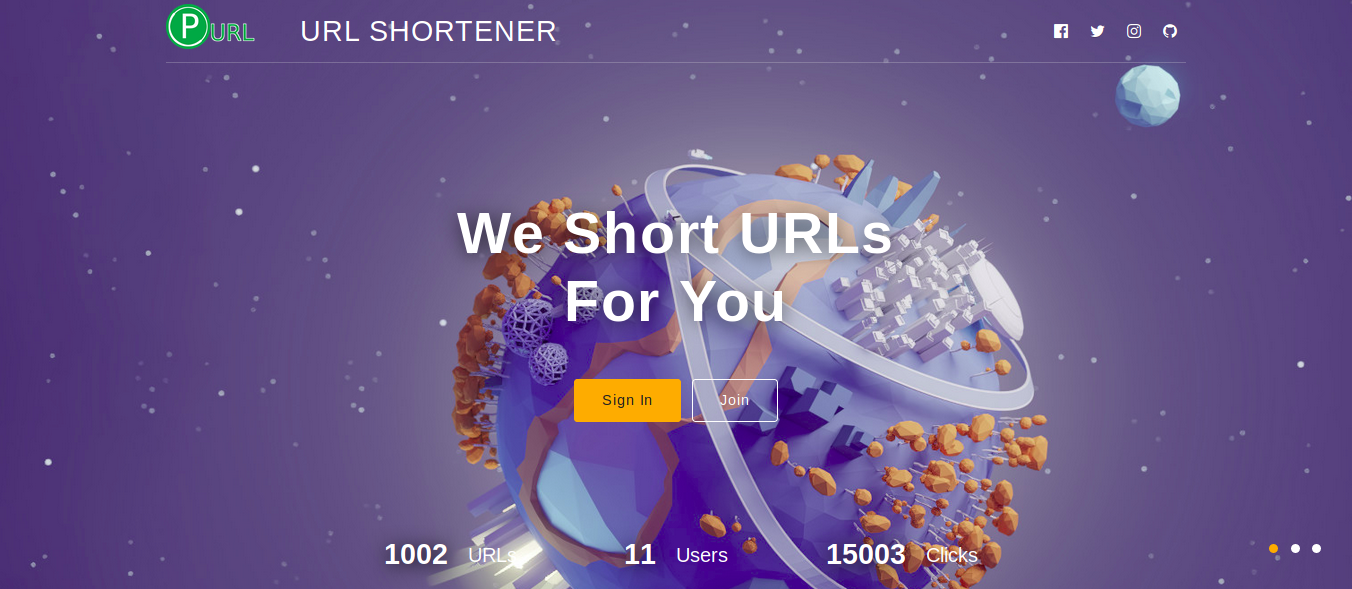 P URL
URL SHORTENER
We Short URLs
For You
Sign In
Join
1002 URLs
11 Users
15003 Clicks